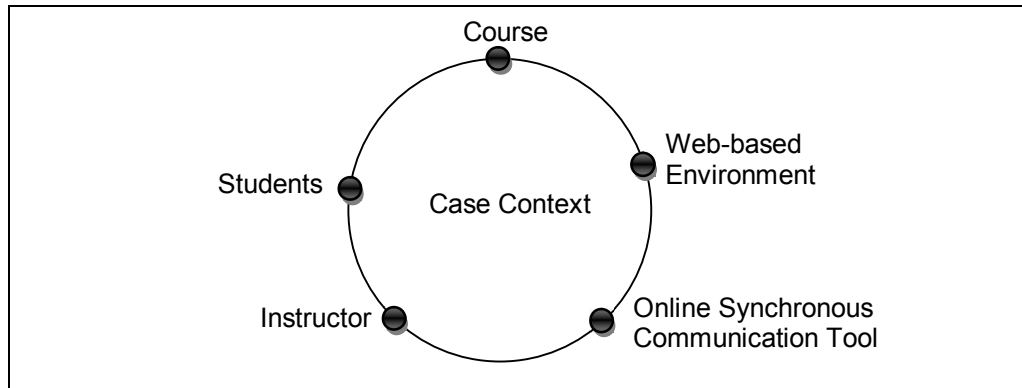 Course
Web-based
Environment
Students
Case Context
Instructor
Online Synchronous
Communication Tool